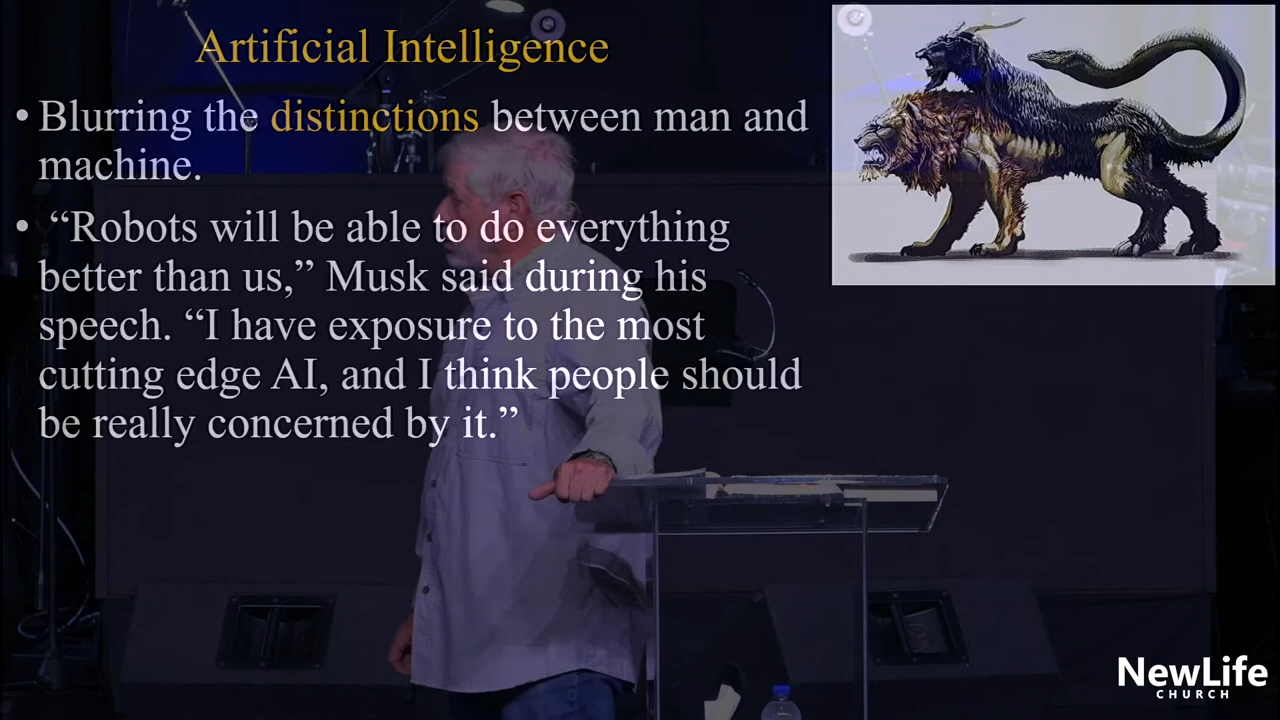 Artificial Intelligence
• Blurring the distinctions between man and
machine.
• “Robots will be able to do everything
better than us,” Musk said during his
speech. “I have exposure to the most
cutting edge AI, and I think people should
be really concerned by it.”
NewLife
CHURCH